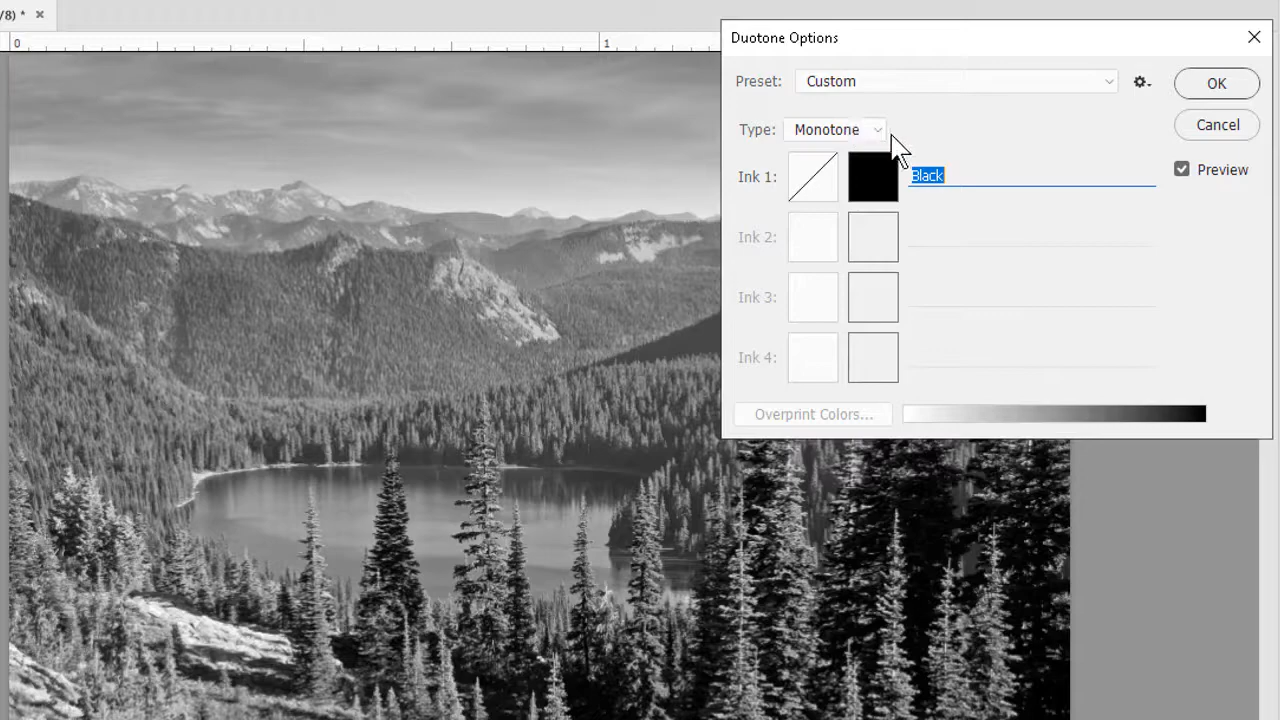 /8) *
0
1
Duotone Options
Preset: Custom
OK
Type: Monotone
Cancel
Ink 1: Black
Preview
Ink 2:
Ink 3:
Ink 4:
Overprint Colors...